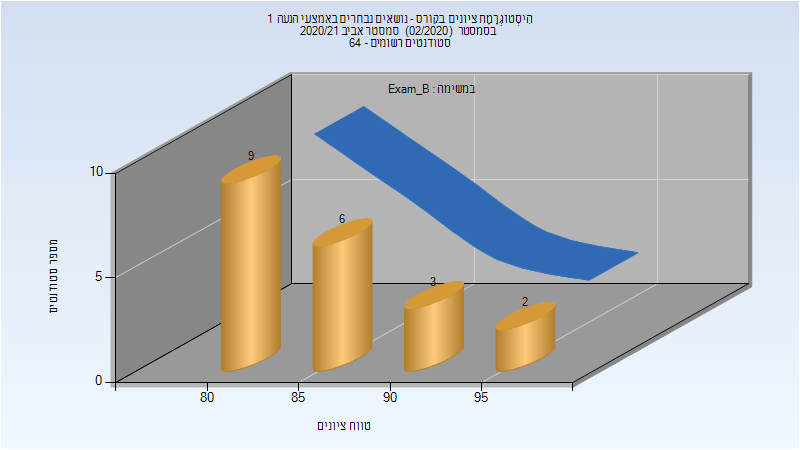 היסטוגרמת ציונים בקורס - נושאים נבחרים באמצעי הנעה 1
בסמסטר (02/2020) סמסטר אביב 2020/21
סטודנטים רשומים - 64
במשימה : Exam_B
9
6
3
2
10
5
0
80
85
90
95
מספר סטודנטים
טווח ציונים